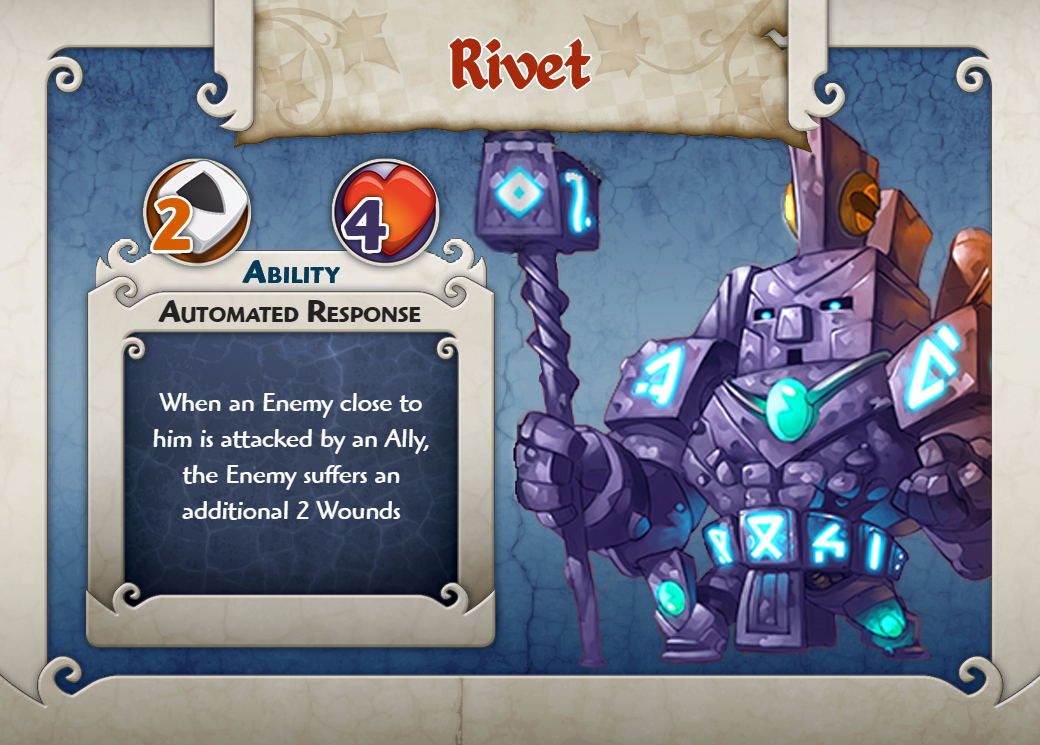 Rivet
2
4
Ability
Automated Response
When an Enemy close to
him is attacked by an Ally,
the Enemy suffers an
additional 2 Wounds